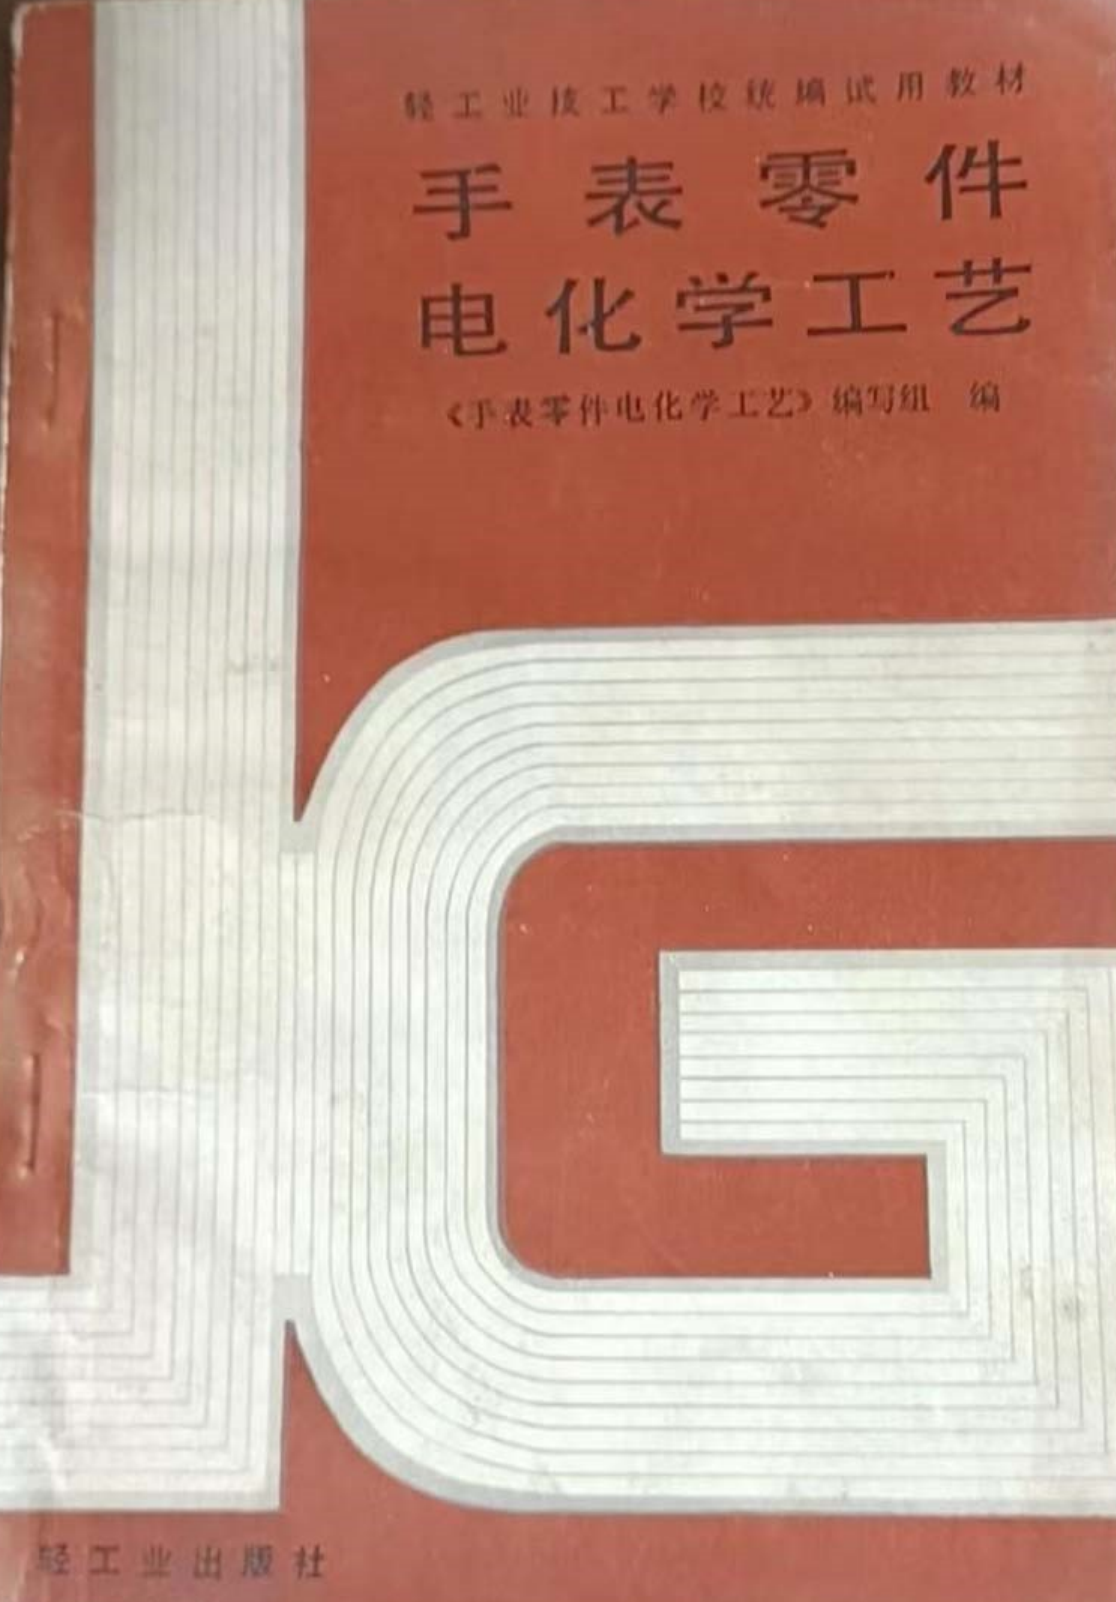 轻工业技工学校统编试用教材
手表零件
电化学工艺
《手表零件电化学工艺》编写组 编
轻工业出版社